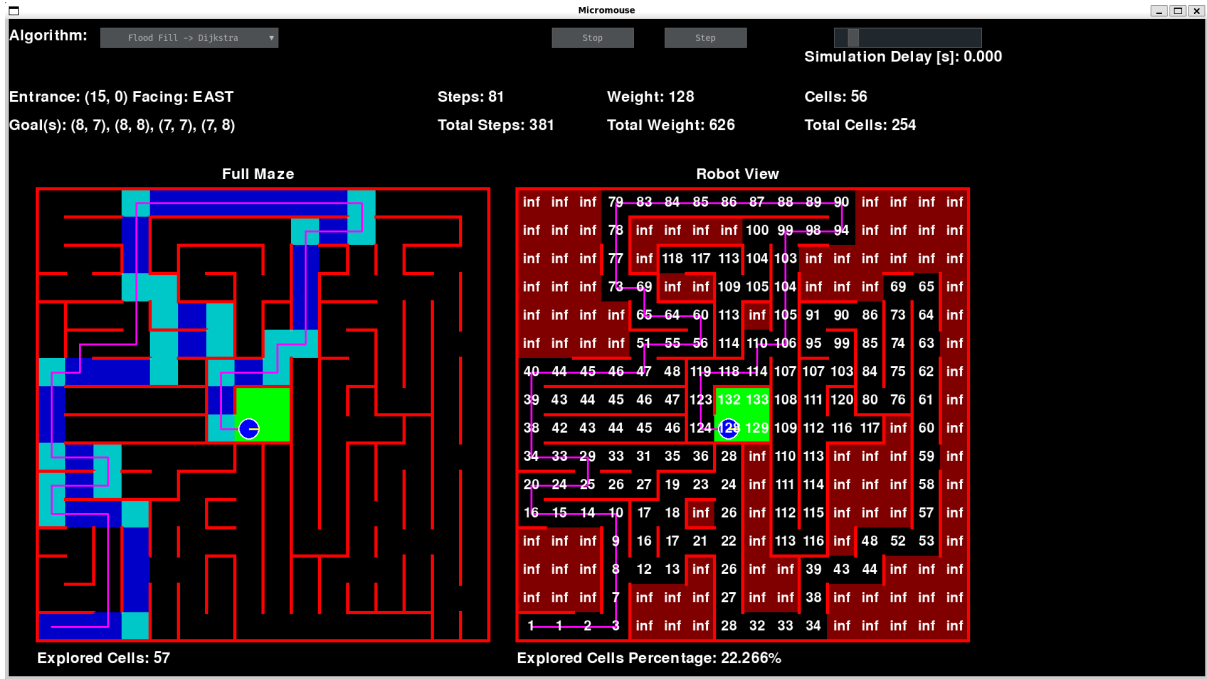 Micromouse
Algorithm: Flood Fill -> Dijkstra ▾ Stop Step
Simulation Delay [s]: 0.000
Entrance: (15, 0) Facing: EAST Steps: 81 Weight: 128 Cells: 56
Goal(s): (8, 7), (8, 8), (7, 7), (7, 8) Total Steps: 381 Total Weight: 626 Total Cells: 254
Full Maze Robot View
inf inf inf 79 83 84 85 86 87 88 89 90 inf inf inf inf
inf inf inf 78 inf inf inf inf 100 99 98 94 inf inf inf inf
inf inf inf 77 inf 118 117 113 104 103 inf inf inf inf inf inf
inf inf inf 73 69 inf inf 109 105 104 inf inf inf 69 65 inf
inf inf inf inf 65 64 60 113 inf 105 91 90 86 73 64 inf
inf inf inf inf 51 55 56 114 110 106 95 99 85 74 63 inf
40 44 45 46 47 48 119 118 114 107 107 103 84 75 62 inf
39 43 44 45 46 47 123 132 133 108 111 120 80 76 61 inf
38 42 43 44 45 46 124 128 129 109 112 116 117 inf 60 inf
34 33 29 33 31 35 36 28 inf 110 113 inf inf inf 59 inf
20 24 25 26 27 19 23 24 inf 111 114 inf inf inf 58 inf
16 15 14 10 17 18 inf 26 inf 112 115 inf inf inf 57 inf
inf inf inf 9 16 17 21 22 inf 113 116 inf 48 52 53 inf
inf inf inf 8 12 13 inf 26 inf inf 39 43 44 inf inf inf
inf inf inf 7 inf inf inf 27 inf inf 38 inf inf inf inf inf
1 1 2 3 inf inf inf 28 32 33 34 inf inf inf inf inf
Explored Cells: 57 Explored Cells Percentage: 22.266%